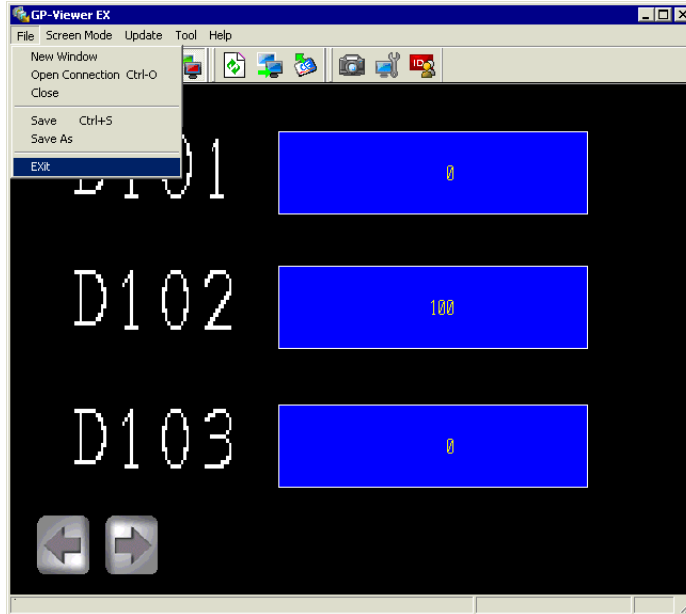 GP-Viewer EX
File Screen Mode Update Tool Help
New Window
Open Connection Ctrl-O
Close
Save Ctrl+S
Save As
EXit
0
D102
100
D103
0